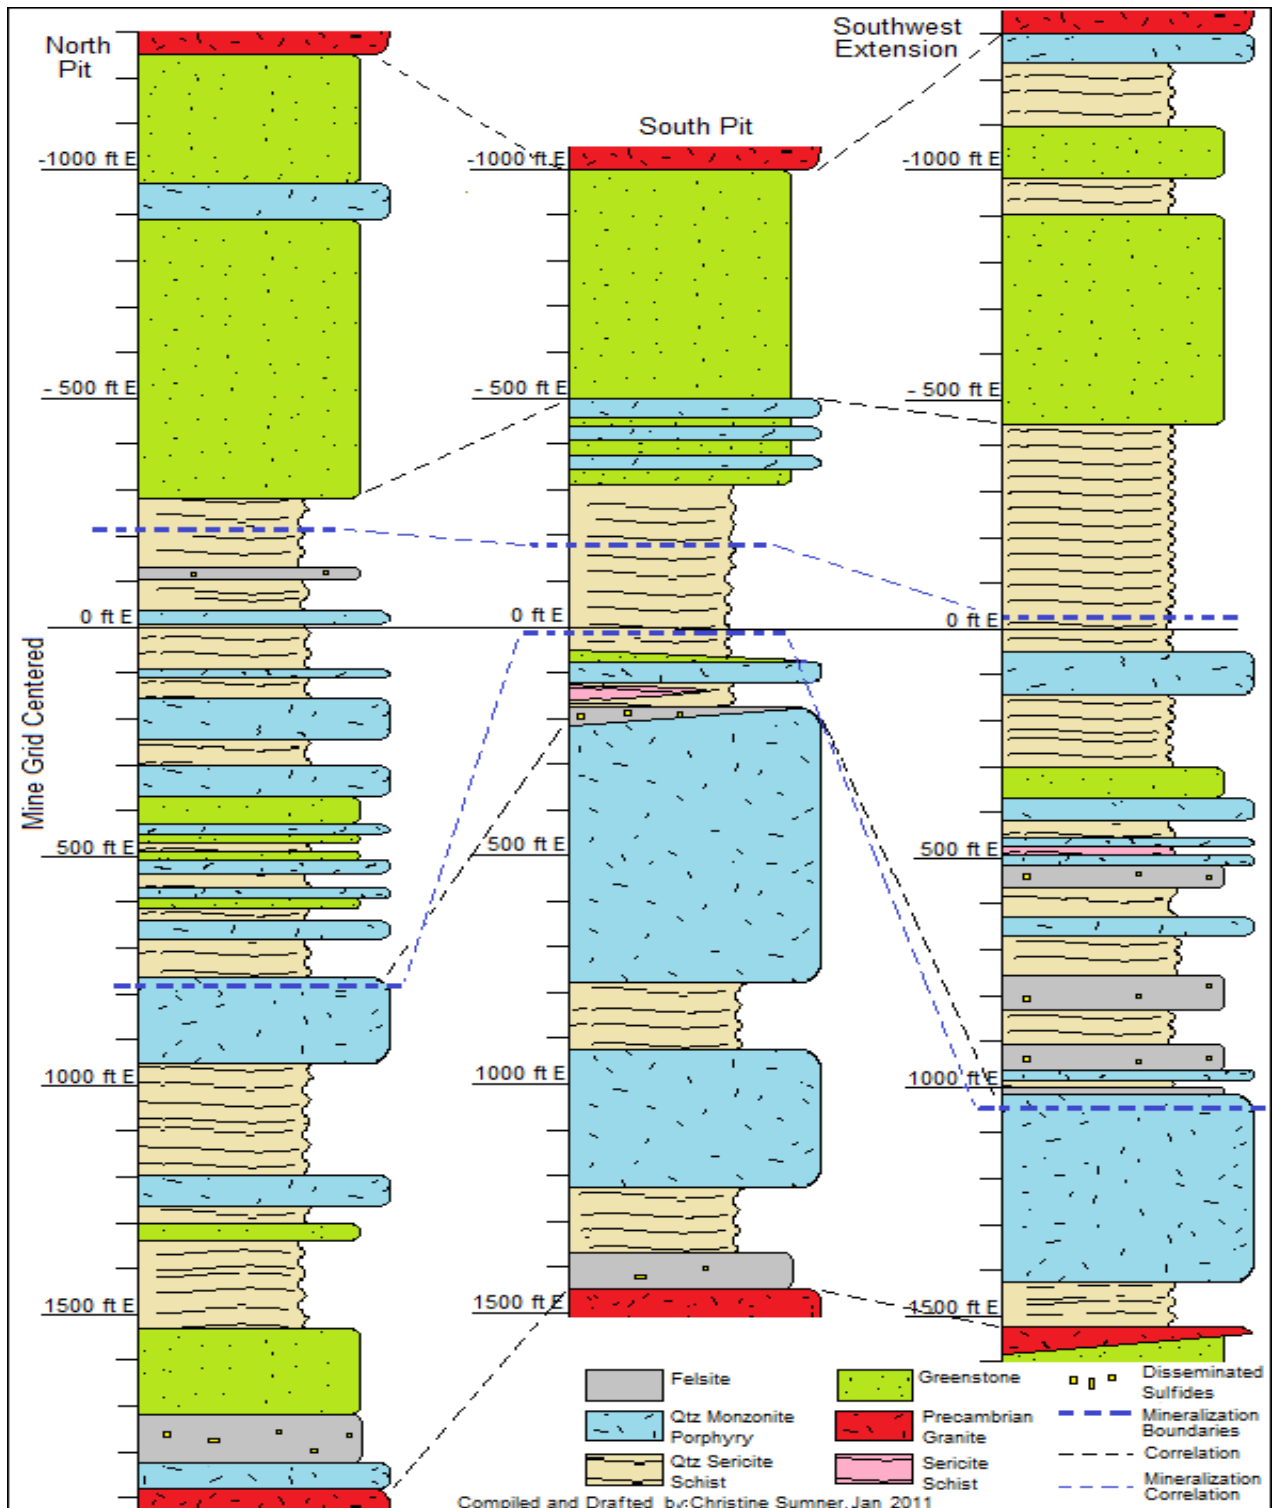 North
Pit
Southwest
Extension
South Pit
-1000 ft E
-1000 ft E
-1000 ft E
- 500 ft E
- 500 ft E
- 500 ft E
0 ft E
0 ft E
0 ft E
Mine Grid Centered
500 ft E
500 ft E
500 ft E
1000 ft E
1000 ft E
1000 ft E
1500 ft E
1500 ft E
1500 ft E
Felsite
Greenstone
Disseminated
Sulfides
Qtz Monzonite
Porphyry
Precambrian
Granite
Mineralization
Boundaries
Correlation
Qtz Sericite
Schist
Sericite
Schist
Mineralization
Correlation
Compiled and Drafted by:Christine Sumner,Jan 2011